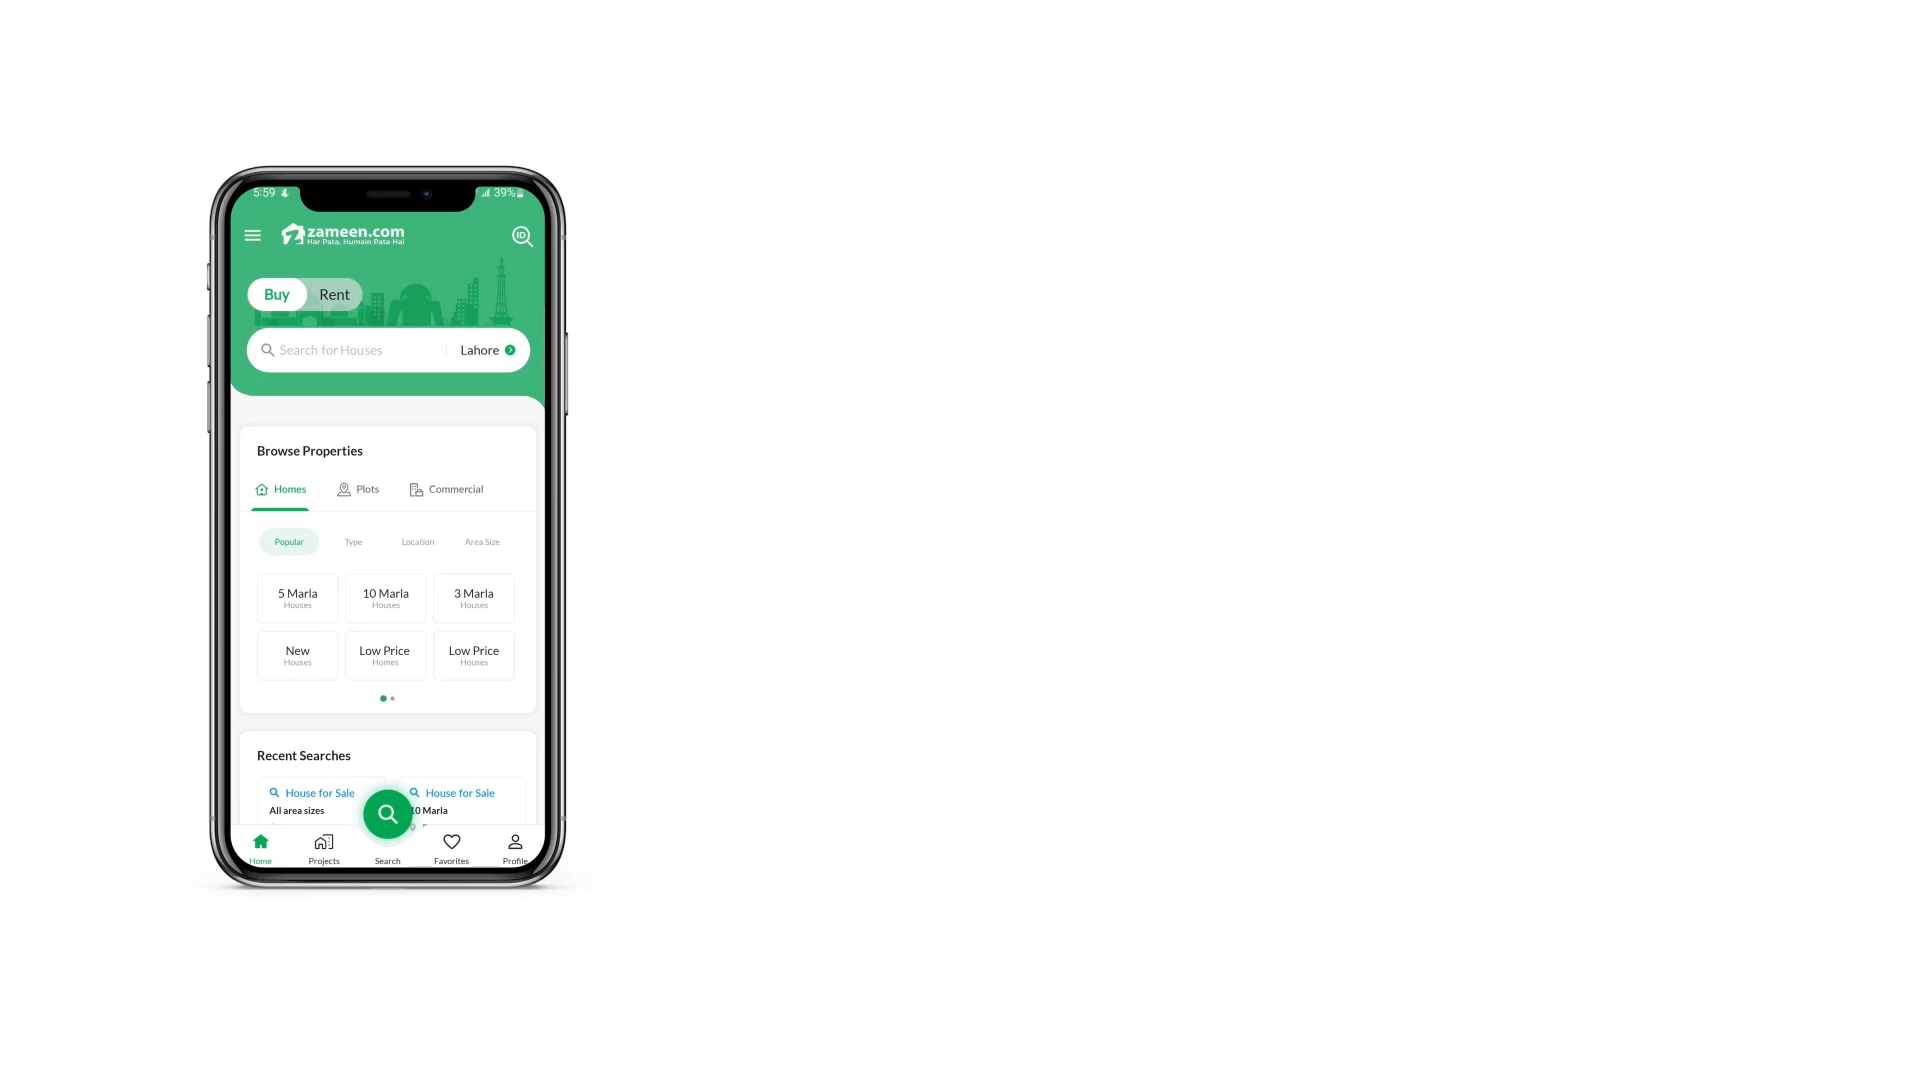 5:59
39%
zameen.com
Har Pata, Humain Pata Hai
ID
Buy Rent
Search for Houses Lahore
Browse Properties
Homes Plots Commercial
Popular Type Location Area Size
5 Marla 10 Marla 3 Marla
Houses Houses Houses
New Low Price Low Price
Houses Homes Houses
Recent Searches
House for Sale House for Sale
All area sizes 10 Marla
Home Projects Search Favorites Profile